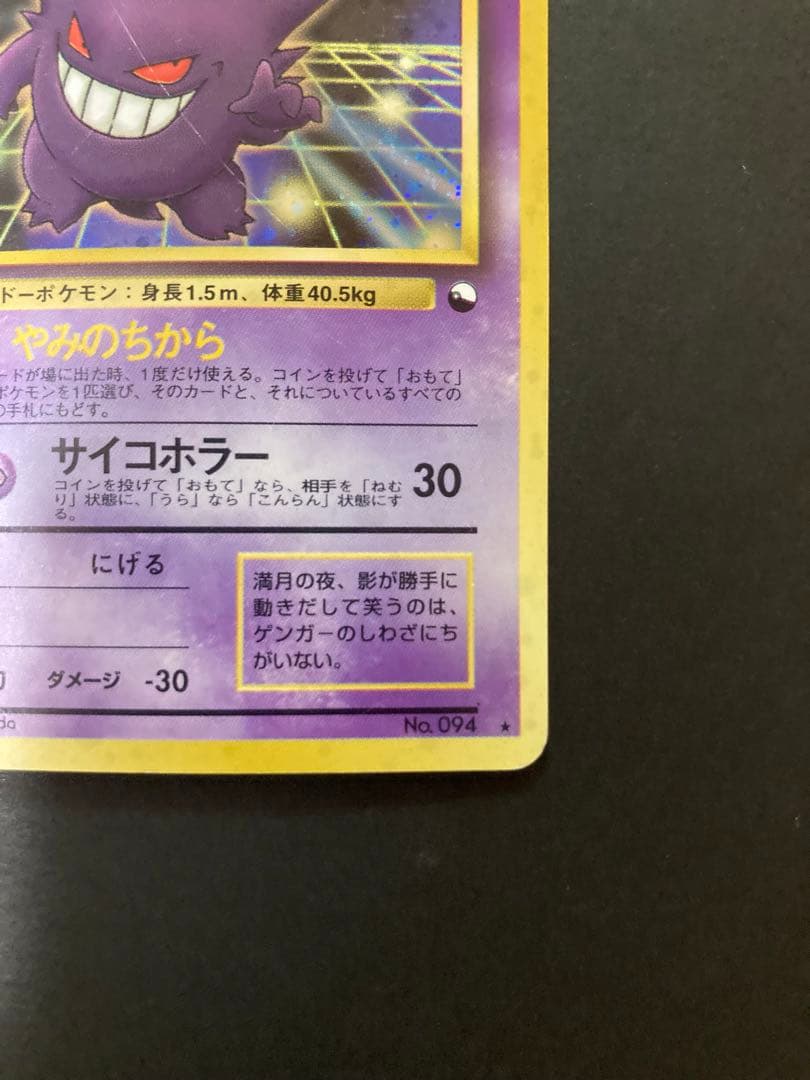 ドーポケモン：身長1.5m、体重40.5kg
やみのちから
ードが場に出た時、1度だけ使える。コインを投げて「おもて」
ポケモンを1匹選び、そのカードと、それについているすべての
の手札にもどす。
サイコホラー
30
コインを投げて「おもて」なら、相手を「ねむ
り」状態に、「うら」なら「こんらん」状態にす
る。
にげる
満月の夜、影が勝手に
動きだして笑うのは、
ゲンガーのしわざにち
がいない。
ダメージ -30
da
No. 094 ★